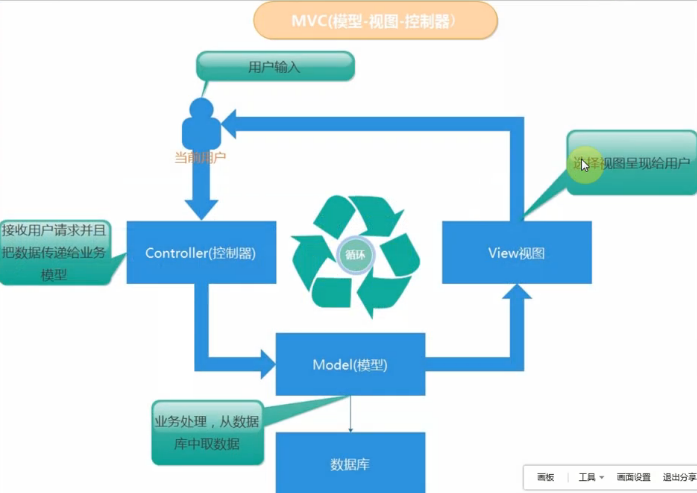 MVC(模型-视图-控制器)
用户输入
当前用户
选择视图呈现给用户
接收用户请求并且
把数据传递给业务
模型
Controller(控制器)
循环
View视图
Model(模型)
业务处理，从数据
库中取数据
数据库
画板 工具 画面设置 退出分享